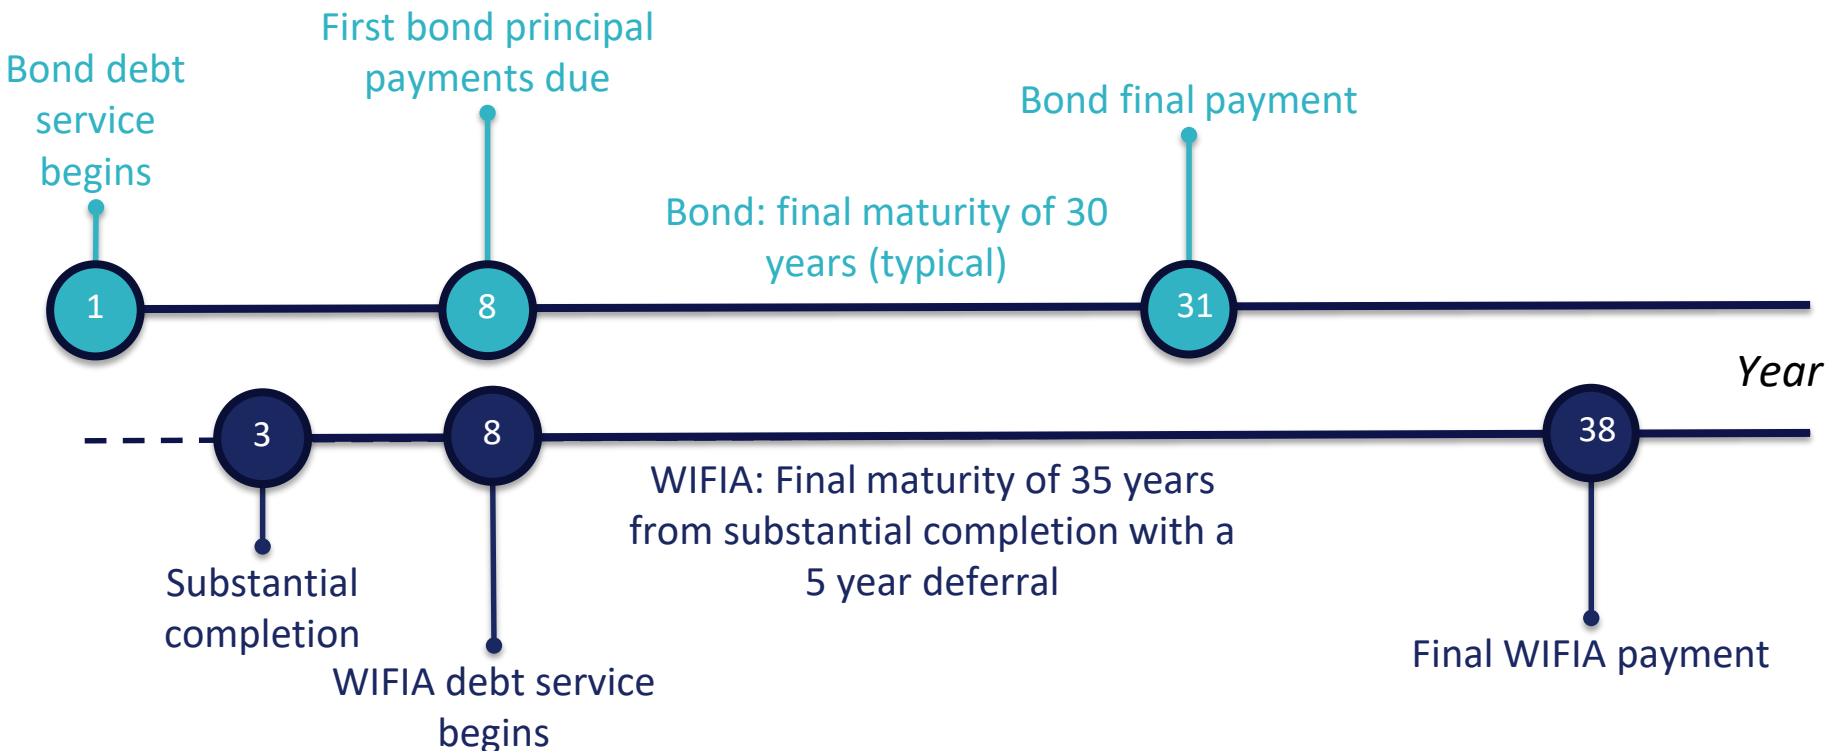 First bond principal
payments due
Bond debt
service
begins
Bond final payment
Bond: final maturity of 30
years (typical)
1
8
31
Year
3
8
38
WIFIA: Final maturity of 35 years
from substantial completion with a
5 year deferral
Substantial
completion
WIFIA debt service
begins
Final WIFIA payment